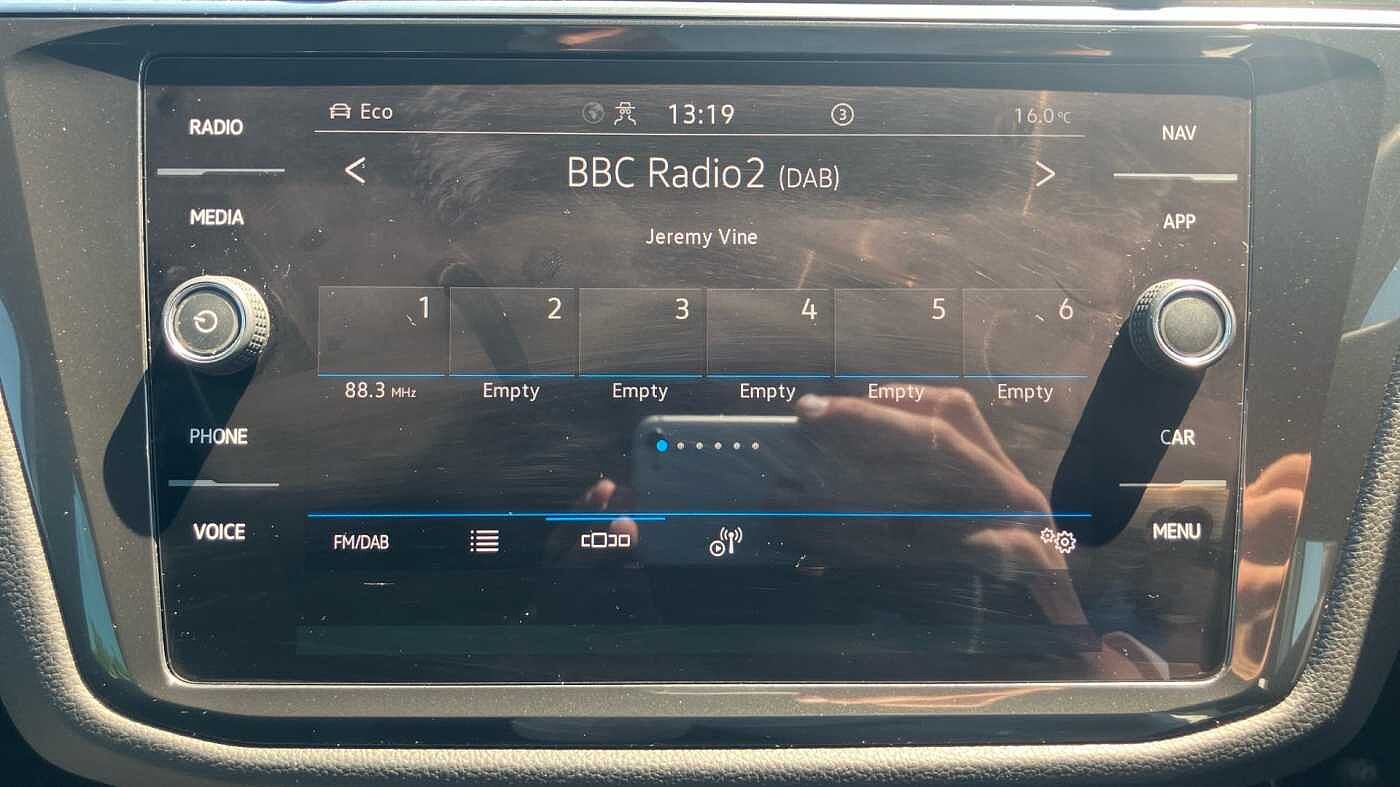 Eco 13:19 3 16.0°C
RADIO
NAV
BBC Radio2 (DAB)
MEDIA
APP
Jeremy Vine
1 2 3 4 5 6
88.3 MHz Empty Empty Empty Empty Empty
PHONE
CAR
VOICE
MENU
FM/DAB